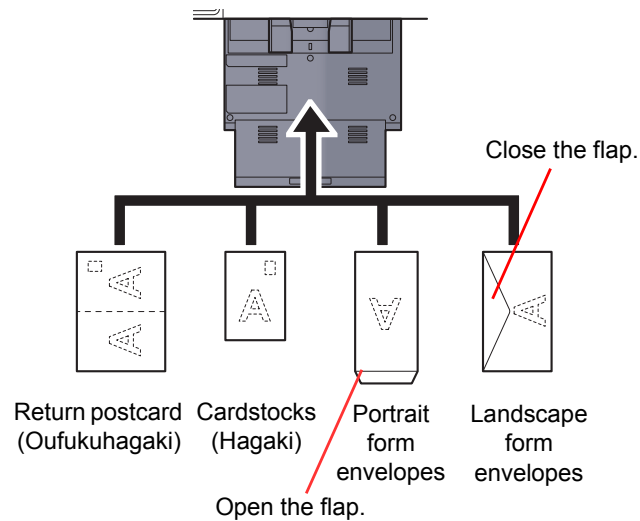 Close the flap.
A
A
A
A
A
Return postcard
(Oufukuhagaki)
Cardstocks
(Hagaki)
Portrait
form
envelopes
Landscape
form
envelopes
Open the flap.